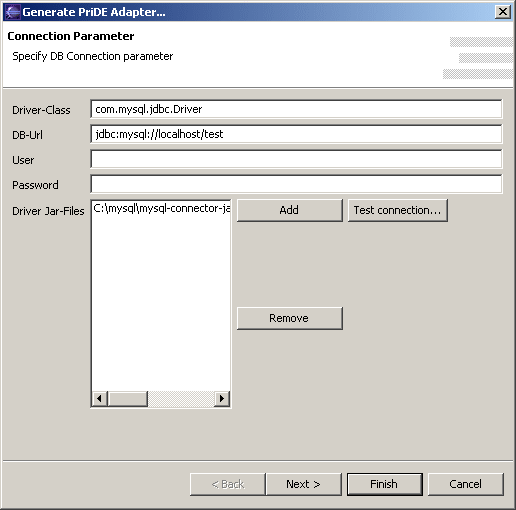 Generate PriDE Adapter...
Connection Parameter
Specify DB Connection parameter
Driver-Class com.mysql.jdbc.Driver
DB-Url jdbc:mysql://localhost/test
User
Password
Driver Jar-Files C:\mysql\mysql-connector-ja Add Test connection...
Remove
< Back Next > Finish Cancel